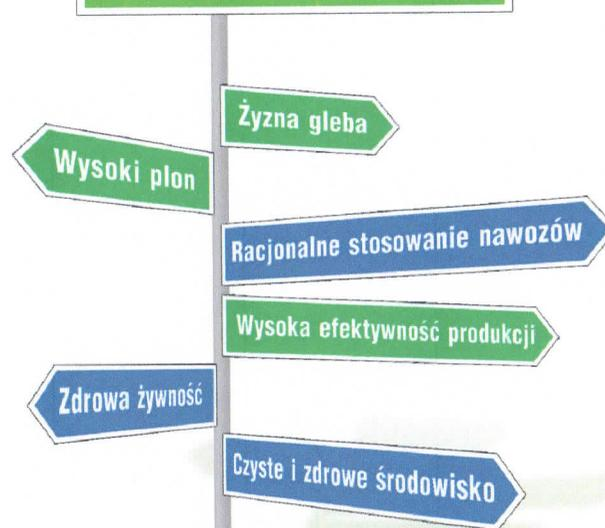 Żyzna gleba
Wysoki plon
Racjonalne stosowanie nawozów
Wysoka efektywność produkcji
Zdrowa żywność
Czyste i zdrowe środowisko